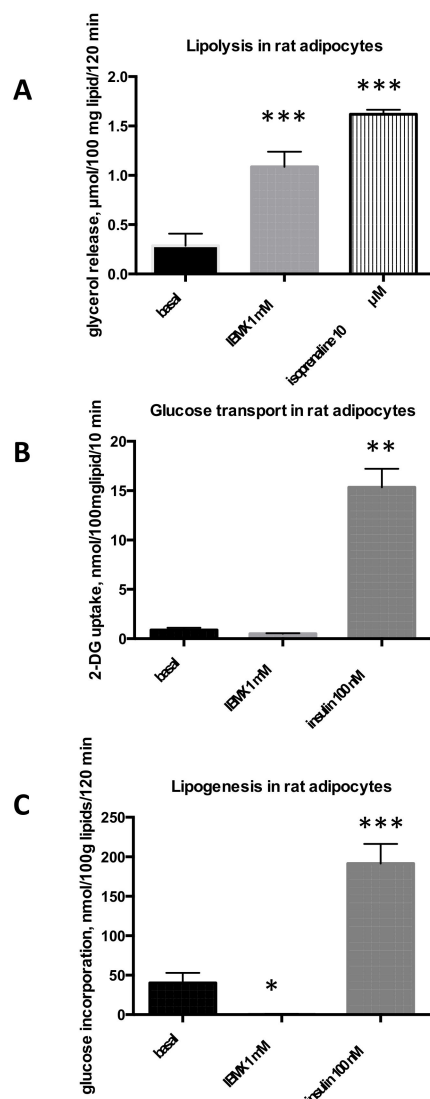 A
Lipolysis in rat adipocytes
glycerol release, µmol/100 mg lipid/120 min
2.0
1.5
1.0
0.5
0.0
***
***
basal
IBMX 1 mM
isoprenaline 10
µM
B
Glucose transport in rat adipocytes
2-DG uptake, nmol/100mglipid/10 min
20
15
10
5
0
**
basal
IBMX 1 mM
insulin 100 nM
C
Lipogenesis in rat adipocytes
glucose incorporation, nmol/100g lipids/120 min
250
200
150
100
50
0
*
***
basal
IBMX 1 mM
insulin 100 nM